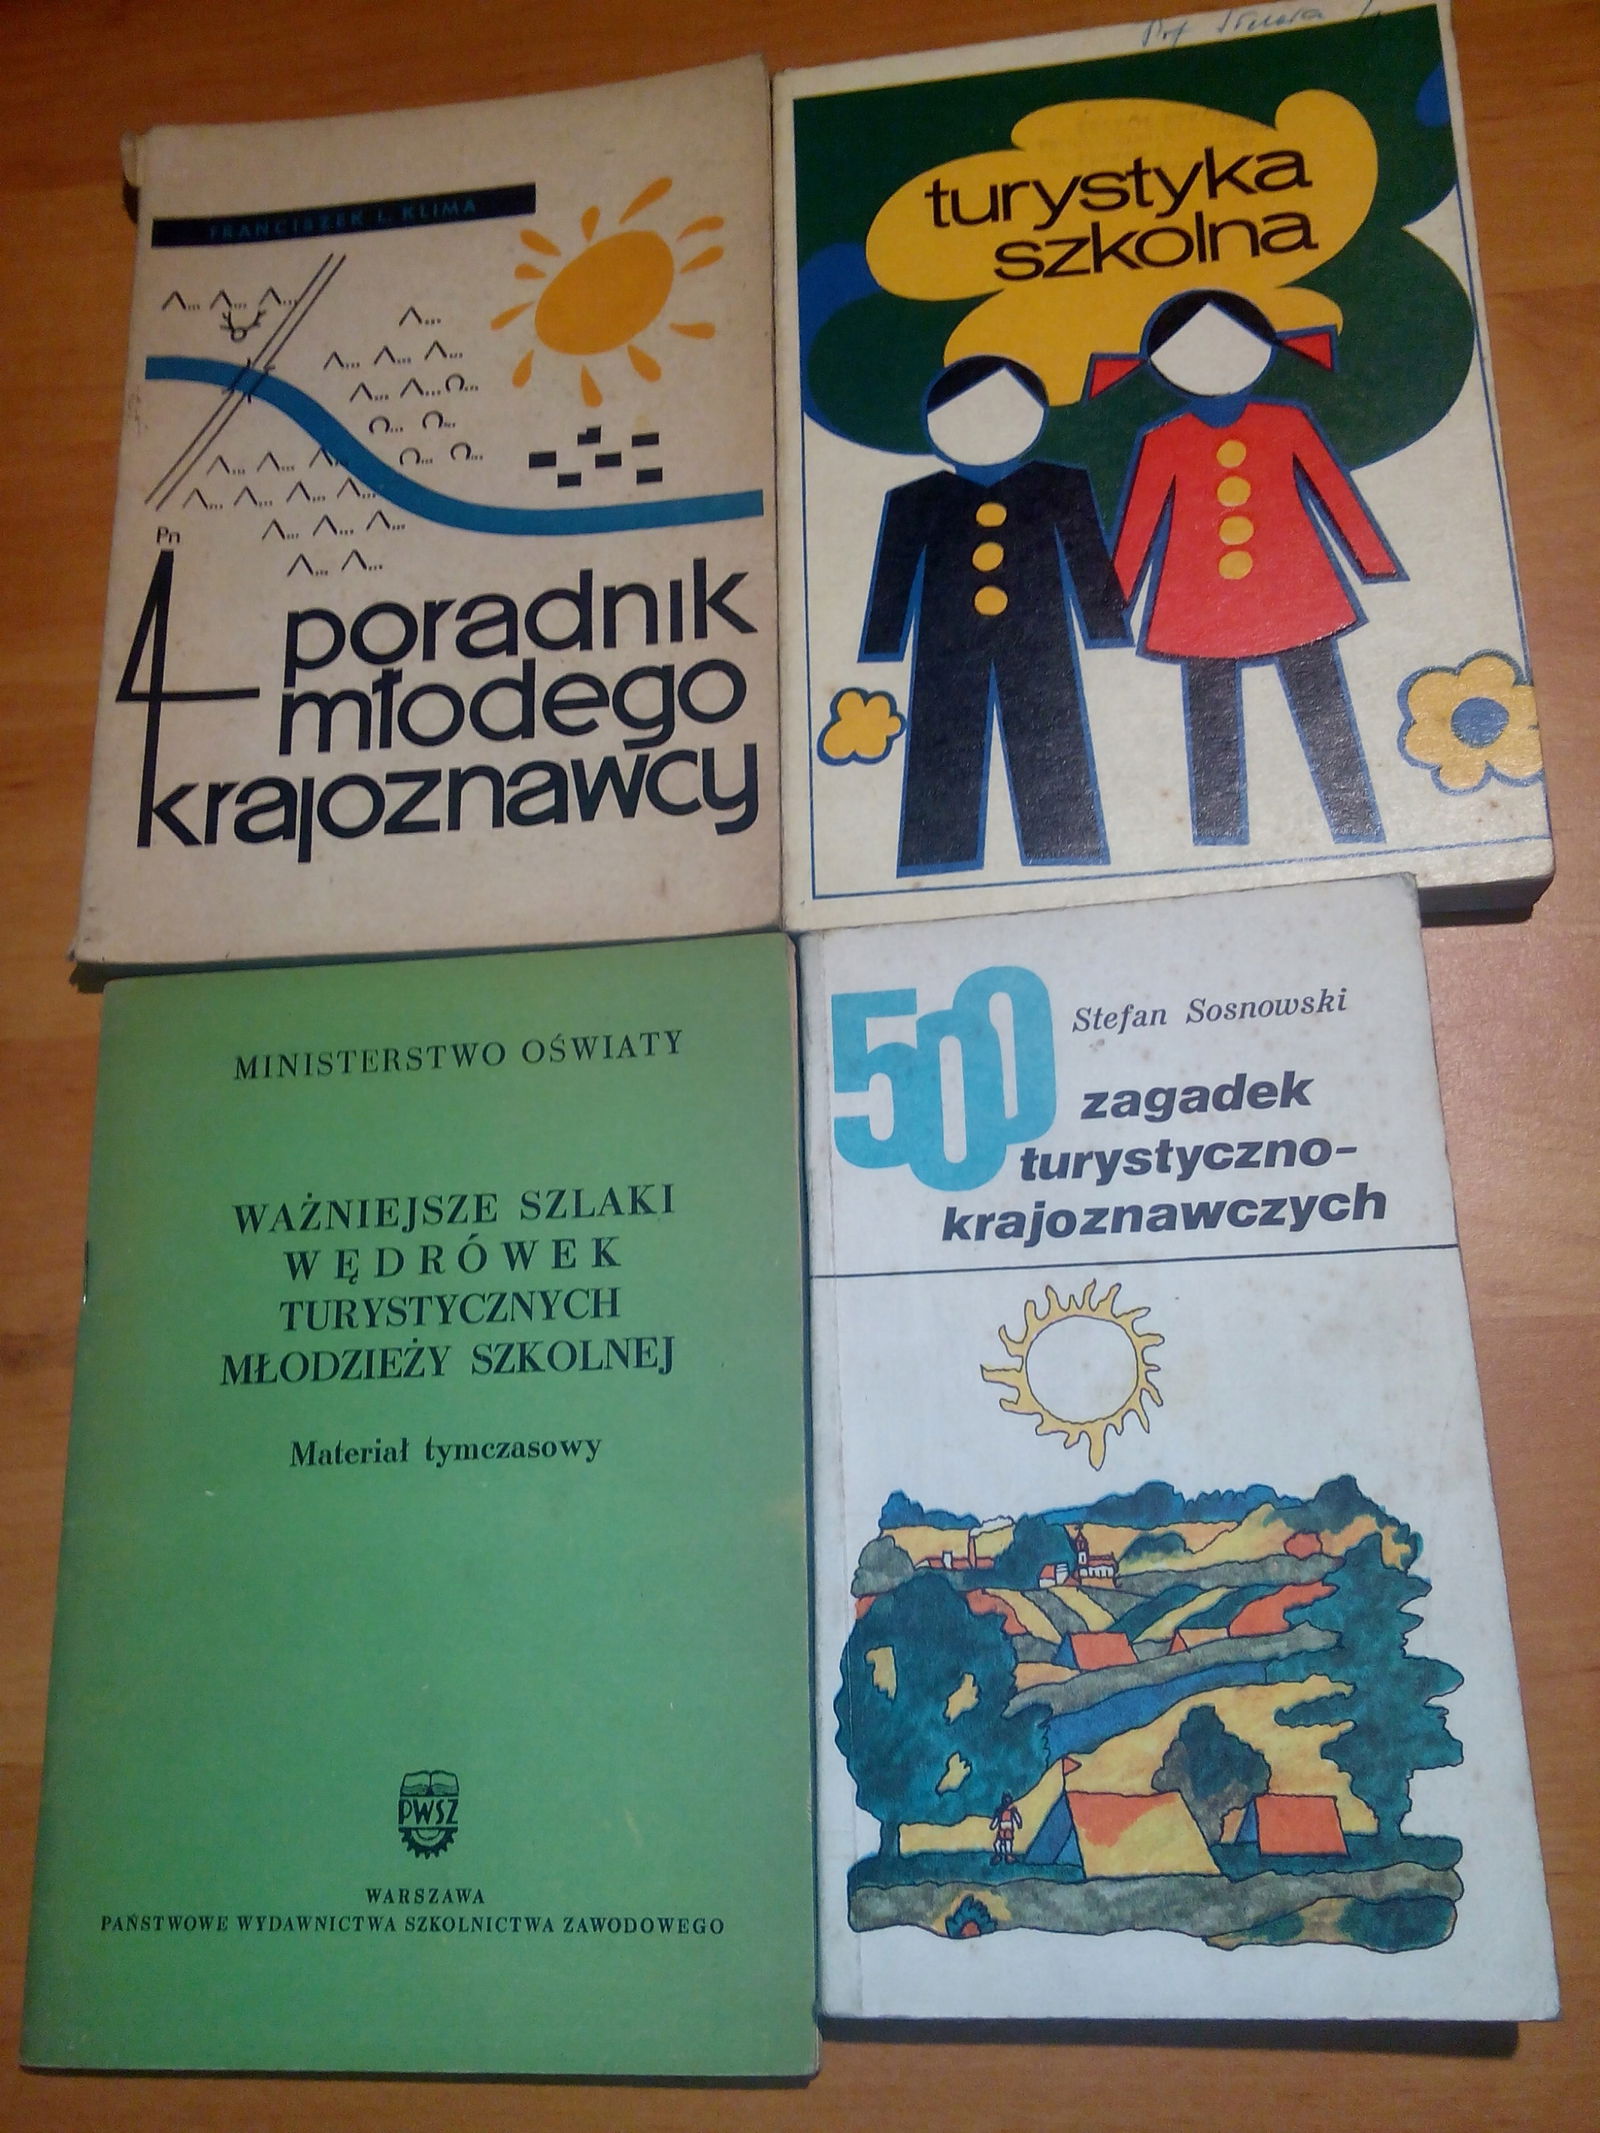 FRANCISZEK L. KLIMA
Pn
poradnik
młodego
krajoznawcy
turystyka
szkolna
MINISTERSTWO OŚWIATY
WAŻNIEJSZE SZLAKI
WĘDRÓWEK
TURYSTYCZNYCH
MŁODZIEŻY SZKOLNEJ
Materiał tymczasowy
PWSZ
WARSZAWA
PAŃSTWOWE WYDAWNICTWA SZKOLNICTWA ZAWODOWEGO
Stefan Sosnowski
500 zagadek
turystyczno-
krajoznawczych